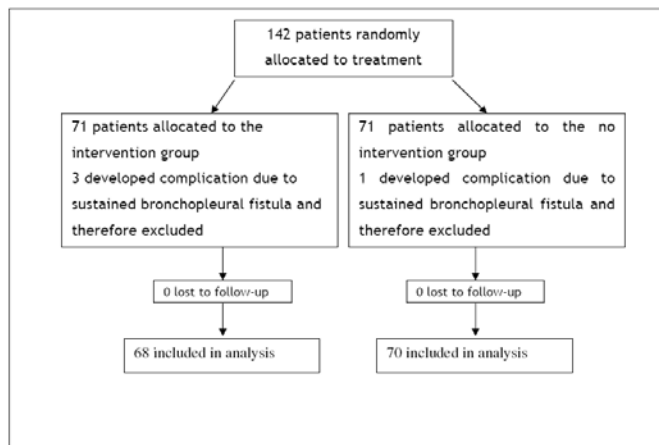 142 patients randomly
allocated to treatment
71 patients allocated to the
intervention group
3 developed complication due to
sustained bronchopleural fistula and
therefore excluded
71 patients allocated to the no
intervention group
1 developed complication due to
sustained bronchopleural fistula and
therefore excluded
0 lost to follow-up
0 lost to follow-up
68 included in analysis
70 included in analysis